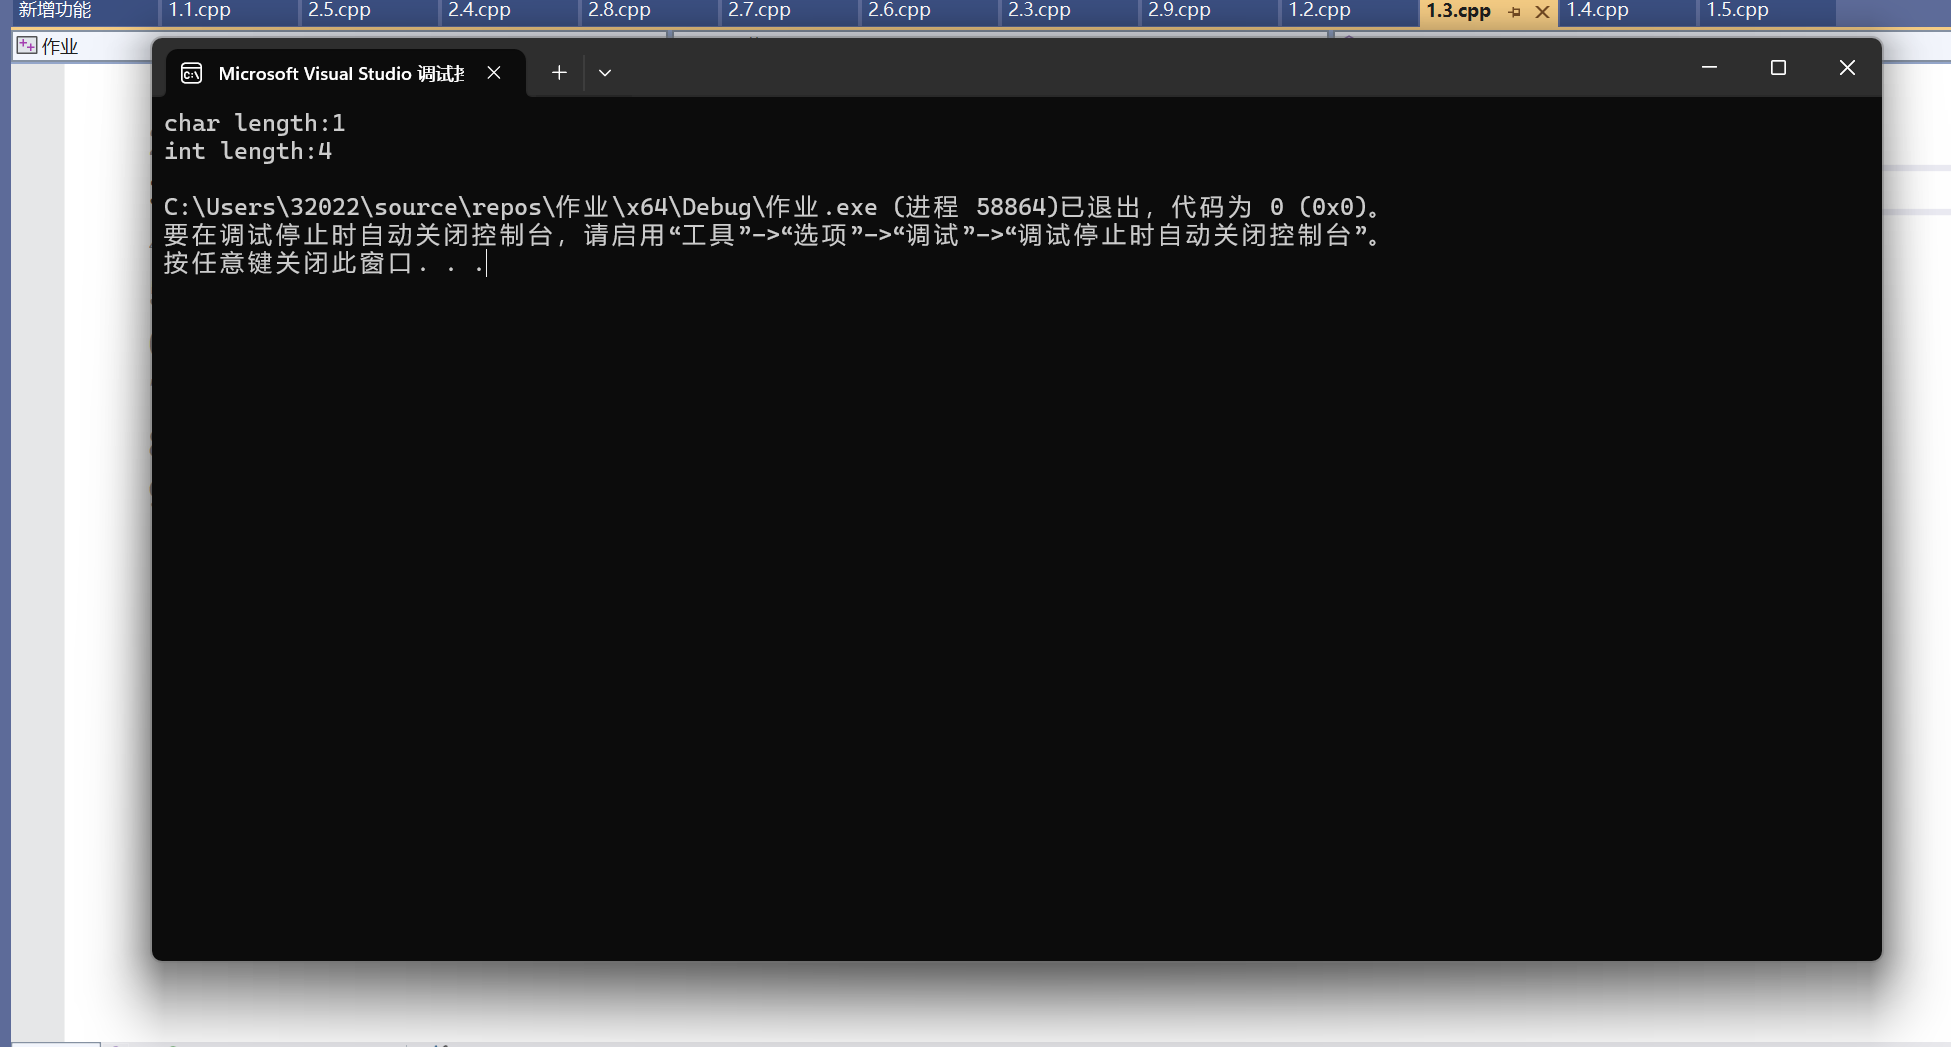 新增功能 1.1.cpp 2.5.cpp 2.4.cpp 2.8.cpp 2.7.cpp 2.6.cpp 2.3.cpp 2.9.cpp 1.2.cpp 1.3.cpp 1.4.cpp 1.5.cpp
作业
Microsoft Visual Studio 调试
char length:1
int length:4
C:\Users\32022\source\repos\作业\x64\Debug\作业.exe (进程 58864)已退出，代码为 0 (0x0)。
要在调试停止时自动关闭控制台，请启用“工具”->“选项”->“调试”->“调试停止时自动关闭控制台”。
按任意键关闭此窗口. . .